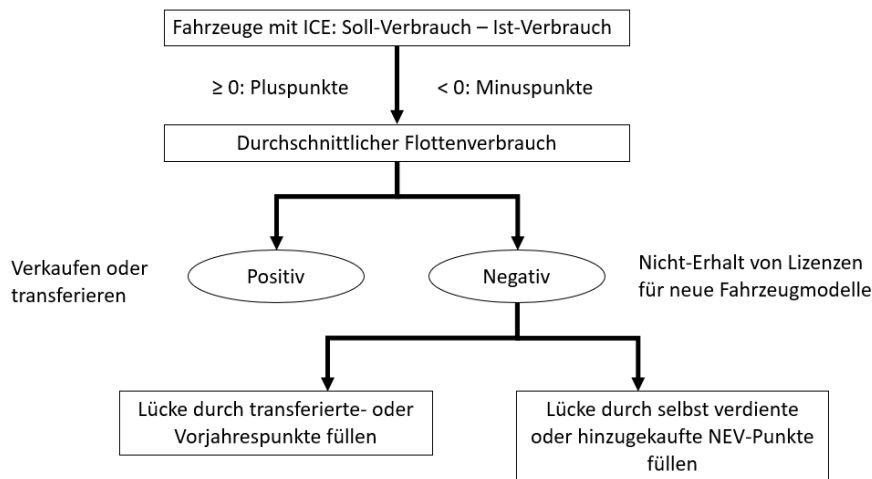 Fahrzeuge mit ICE: Soll-Verbrauch – Ist-Verbrauch
≥ 0: Pluspunkte
< 0: Minuspunkte
Durchschnittlicher Flottenverbrauch
Verkaufen oder
transferieren
Positiv
Negativ
Nicht-Erhalt von Lizenzen
für neue Fahrzeugmodelle
Lücke durch transferierte- oder
Vorjahrespunkte füllen
Lücke durch selbst verdiente
oder hinzugekaufte NEV-Punkte
füllen